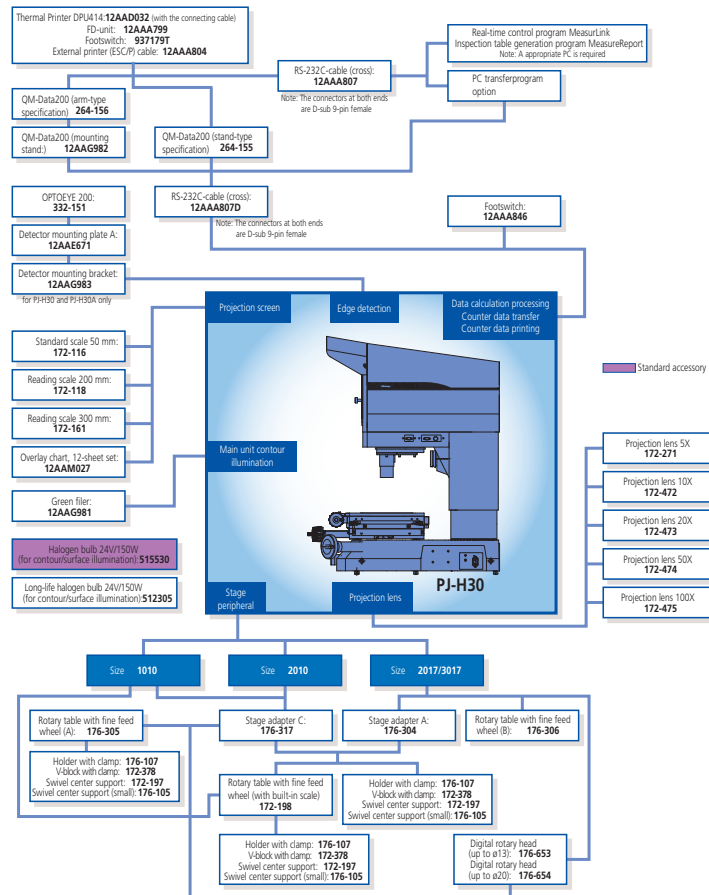 Thermal Printer DPU414:12AAD032 (with the connecting cable)
FD-unit: 12AAA799
Footswitch: 937179T
External printer (ESC/P) cable: 12AAA804
Real-time control program MeasurLink
Inspection table generation program MeasureReport
Note: A appropriate PC is required
RS-232C-cable (cross):
12AAA807
Note: The connectors at both ends
are D-sub 9-pin female
PC transferprogram
option
QM-Data200 (arm-type
specification) 264-156
QM-Data200 (mounting
stand:) 12AAG982
QM-Data200 (stand-type
specification) 264-155
OPTOEYE 200:
332-151
RS-232C-cable (cross):
12AAA807D
Note: The connectors at both ends
are D-sub 9-pin female
Footswitch:
12AAA846
Detector mounting plate A:
12AAE671
Detector mounting bracket:
12AAG983
for PJ-H30 and PJ-H30A only
Projection screen
Edge detection
Data calculation processing
Counter data transfer
Counter data printing
Standard scale 50 mm:
172-116
Reading scale 200 mm:
172-118
Reading scale 300 mm:
172-161
Overlay chart, 12-sheet set:
12AAM027
Green filer:
12AAG981
Halogen bulb 24V/150W
(for contour/surface illumination):515530
Long-life halogen bulb 24V/150W
(for contour/surface illumination):512305
Main unit contour
illumination
Standard accessory
Projection lens 5X
172-271
Projection lens 10X
172-472
Projection lens 20X
172-473
Projection lens 50X
172-474
Projection lens 100X
172-475
PJ-H30
Stage
peripheral
Projection lens
Size 1010
Size 2010
Size 2017/3017
Rotary table with fine feed
wheel (A): 176-305
Stage adapter C:
176-317
Stage adapter A:
176-304
Rotary table with fine feed
wheel (B): 176-306
Holder with clamp: 176-107
V-block with clamp: 172-378
Swivel center support: 172-197
Swivel center support (small): 176-105
Rotary table with fine feed
wheel (with built-in scale)
172-198
Holder with clamp: 176-107
V-block with clamp: 172-378
Swivel center support: 172-197
Swivel center support (small): 176-105
Holder with clamp: 176-107
V-block with clamp: 172-378
Swivel center support: 172-197
Swivel center support (small): 176-105
Digital rotary head
(up to ø13): 176-653
Digital rotary head
(up to ø20): 176-654